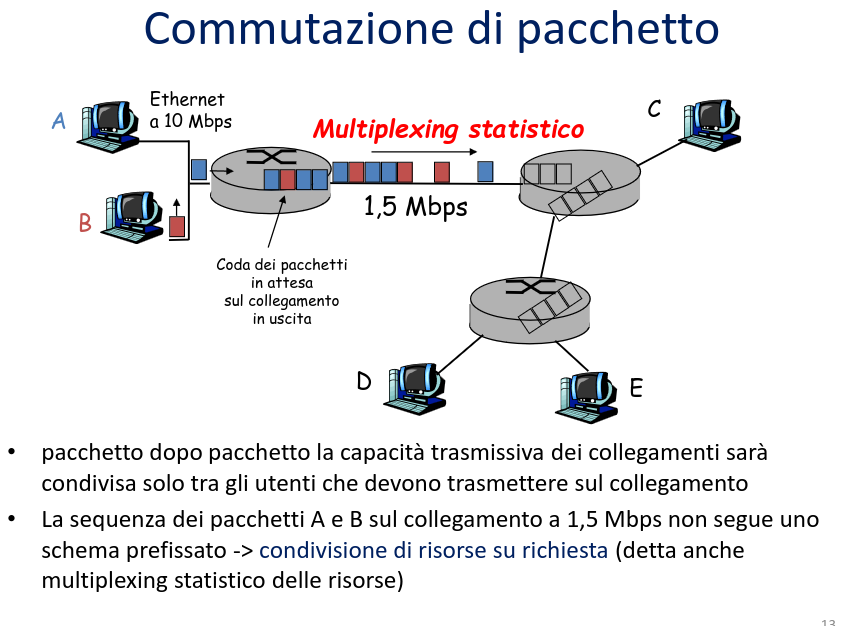 Commutazione di pacchetto
A
Ethernet
a 10 Mbps
Multiplexing statistico
C
B
1,5 Mbps
Coda dei pacchetti
in attesa
sul collegamento
in uscita
D
E
• pacchetto dopo pacchetto la capacità trasmissiva dei collegamenti sarà
condivisa solo tra gli utenti che devono trasmettere sul collegamento
• La sequenza dei pacchetti A e B sul collegamento a 1,5 Mbps non segue uno
schema prefissato -> condivisione di risorse su richiesta (detta anche
multiplexing statistico delle risorse)
13